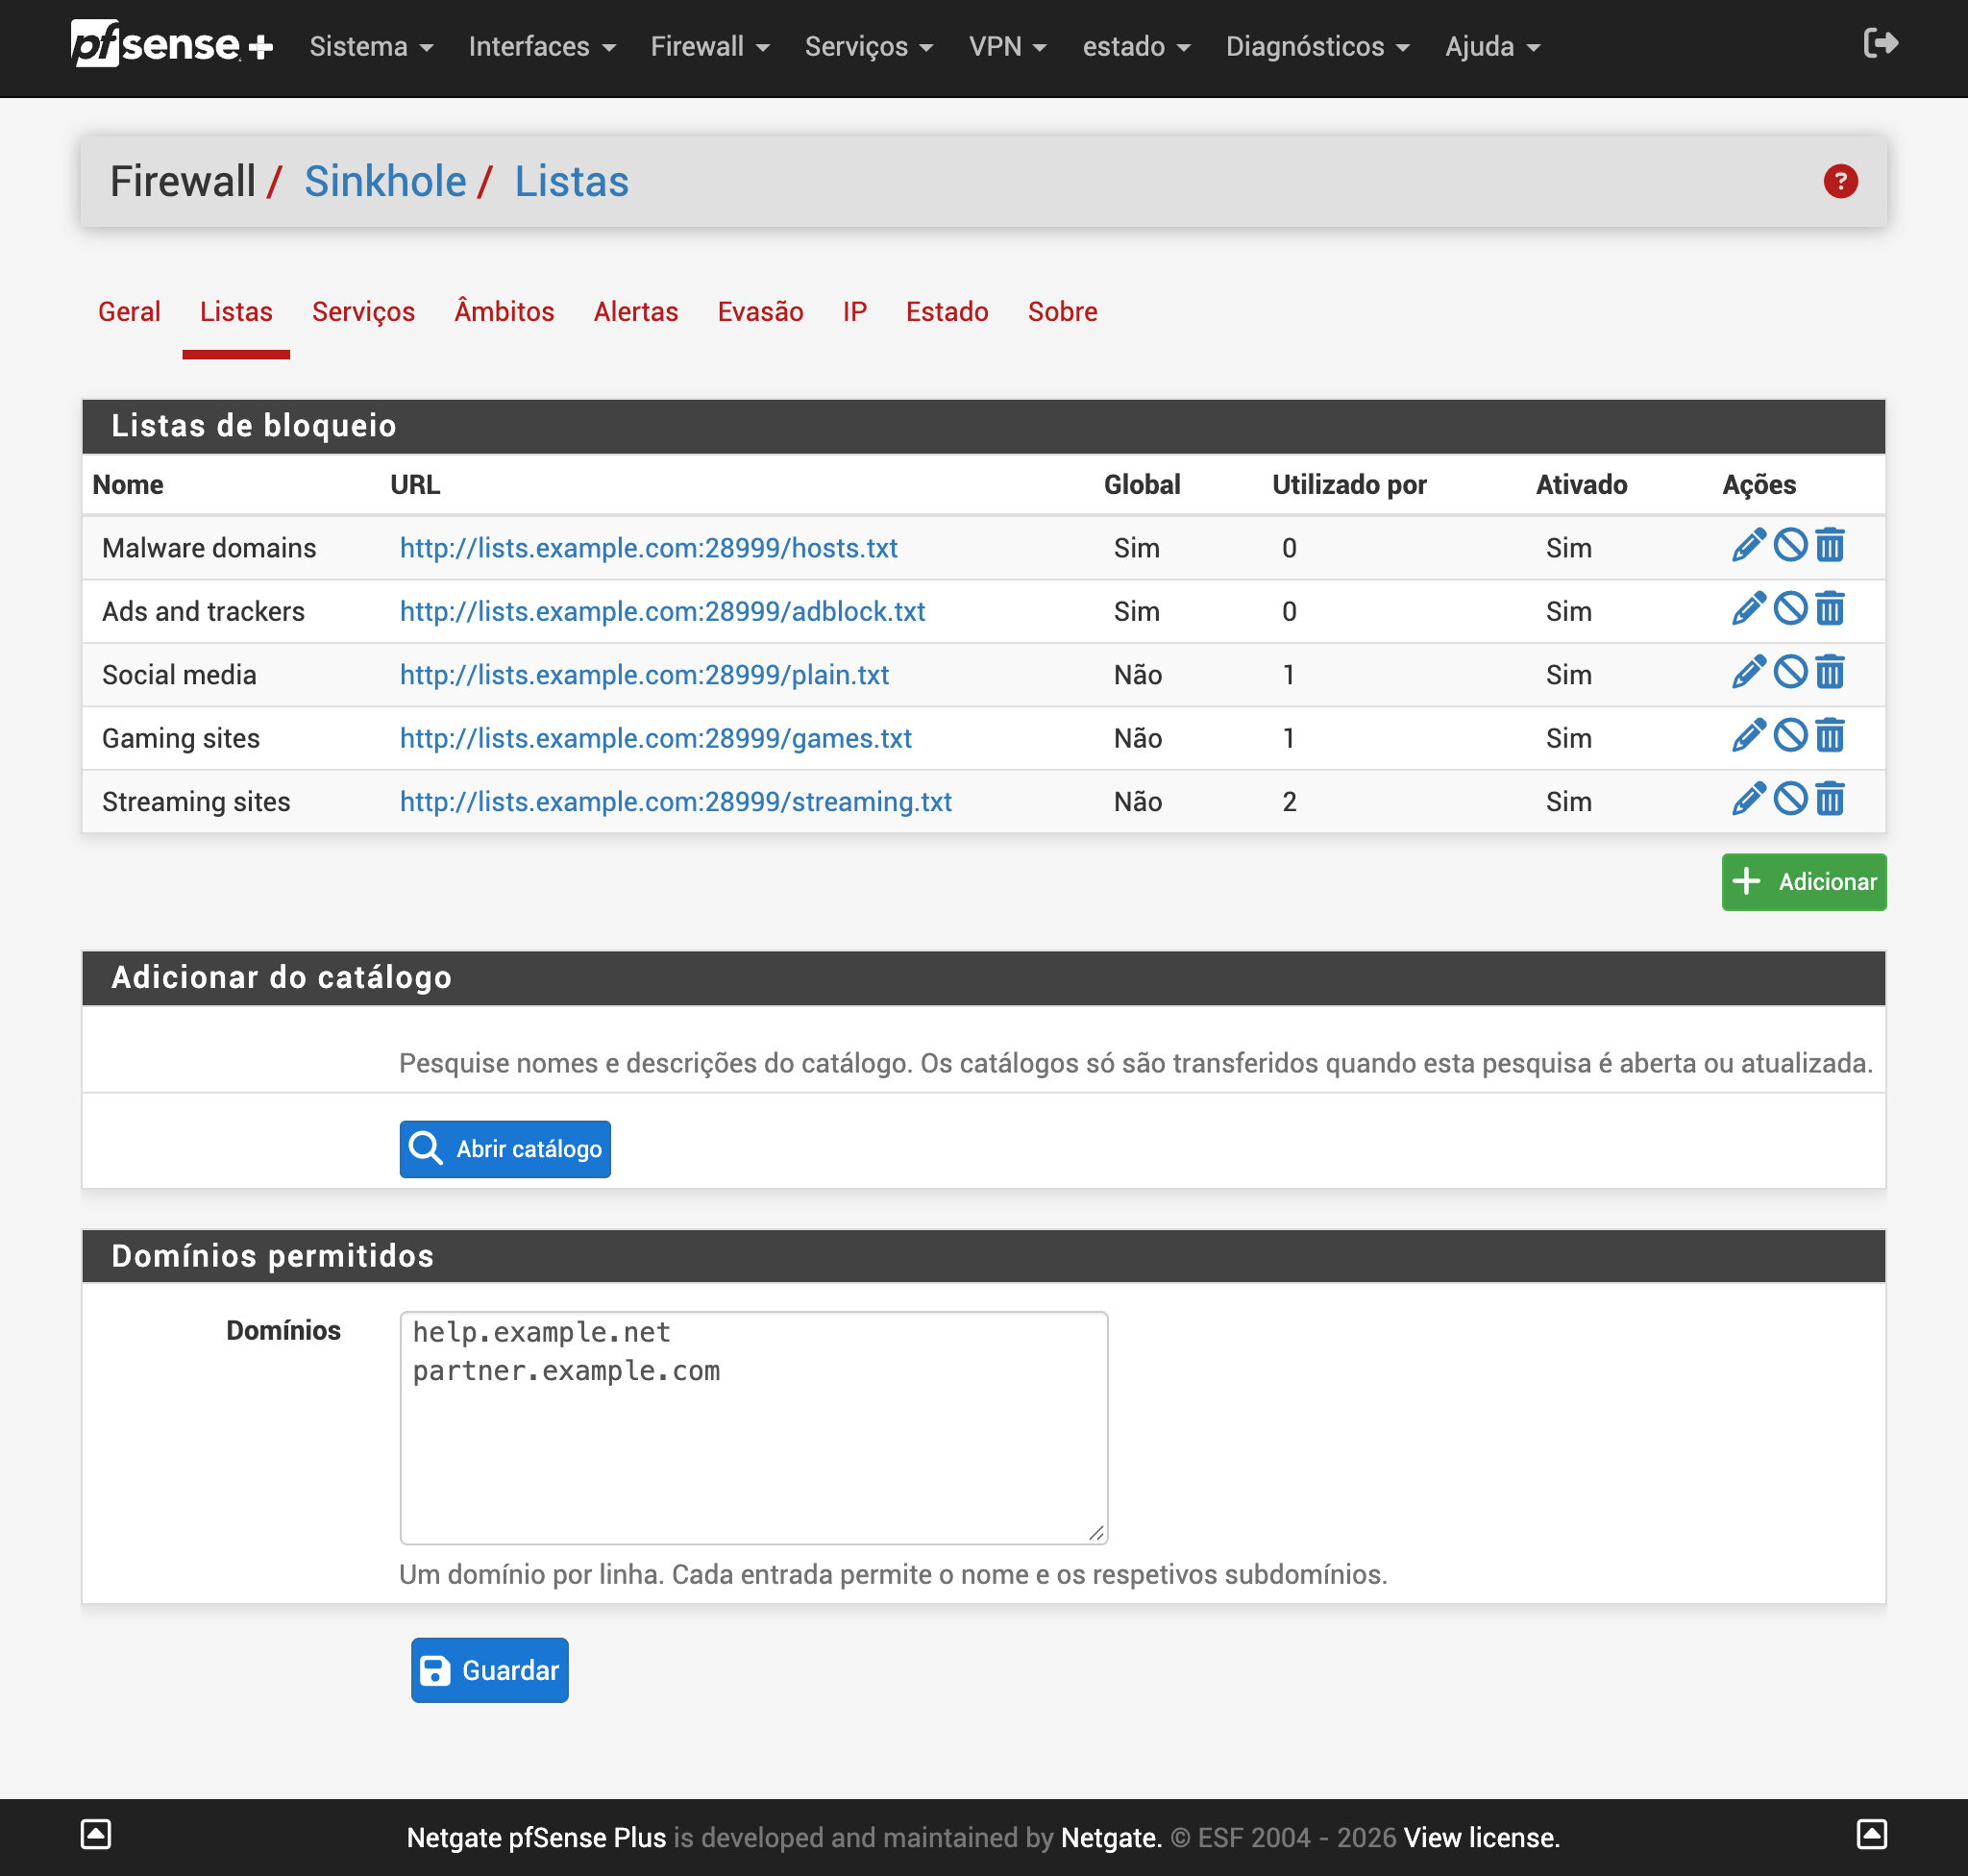 pfsense +
Sistema
Interfaces
Firewall
Serviços
VPN
estado
Diagnósticos
Ajuda
Firewall / Sinkhole / Listas
?
Geral
Listas
Serviços
Âmbitos
Alertas
Evasão
IP
Estado
Sobre
Listas de bloqueio
Nome URL Global Utilizado por Ativado Ações
Malware domains http://lists.example.com:28999/hosts.txt Sim 0 Sim
Ads and trackers http://lists.example.com:28999/adblock.txt Sim 0 Sim
Social media http://lists.example.com:28999/plain.txt Não 1 Sim
Gaming sites http://lists.example.com:28999/games.txt Não 1 Sim
Streaming sites http://lists.example.com:28999/streaming.txt Não 2 Sim
Adicionar
Adicionar do catálogo
Pesquise nomes e descrições do catálogo. Os catálogos só são transferidos quando esta pesquisa é aberta ou atualizada.
Abrir catálogo
Domínios permitidos
Domínios
help.example.net
partner.example.com
Um domínio por linha. Cada entrada permite o nome e os respetivos subdomínios.
Guardar
Netgate pfSense Plus is developed and maintained by Netgate. © ESF 2004 - 2026 View license.